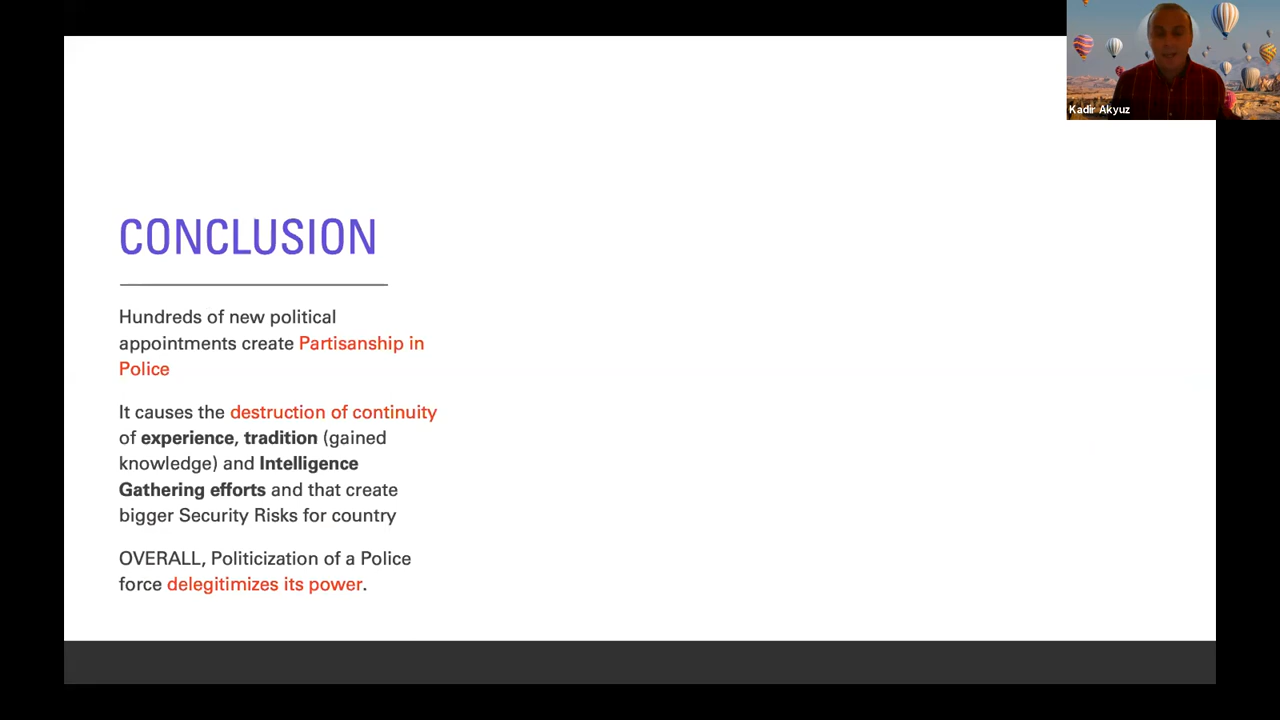 Kadir Akyuz
CONCLUSION
Hundreds of new political
appointments create Partisanship in
Police
It causes the destruction of continuity
of experience, tradition (gained
knowledge) and Intelligence
Gathering efforts and that create
bigger Security Risks for country
OVERALL, Politicization of a Police
force delegitimizes its power.